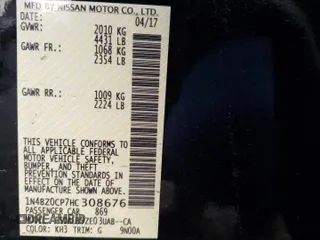 MFD BY NISSAN MOTOR CO., LTD.
DATE: 04/17
GVWR: 2010 KG
4431 LB
GAWR FR: 1068 KG
2354 LB
GAWR RR: 1009 KG
2224 LB
THIS VEHICLE CONFORMS TO
ALL APPLICABLE FEDERAL
MOTOR VEHICLE SAFETY,
BUMPER, AND
THEFT PREVENTION
STANDARDS IN EFFECT ON
THE DATE OF MANUFACTURE
SHOWN ABOVE.
1N4BZ0CP7HC308676
PASSENGER CAR 869
ZE03UAB--CA
COLOR: KH3 TRIM: G 9N00A